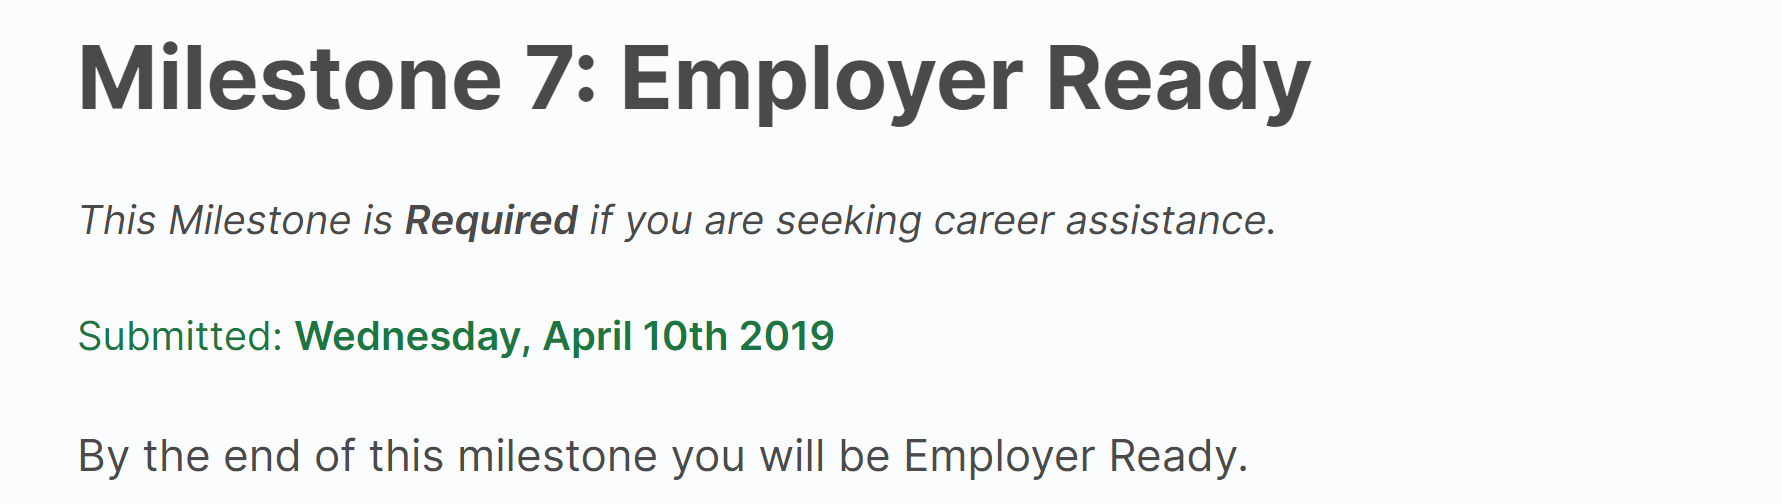 Milestone 7: Employer Ready
This Milestone is Required if you are seeking career assistance.
Submitted: Wednesday, April 10th 2019
By the end of this milestone you will be Employer Ready.